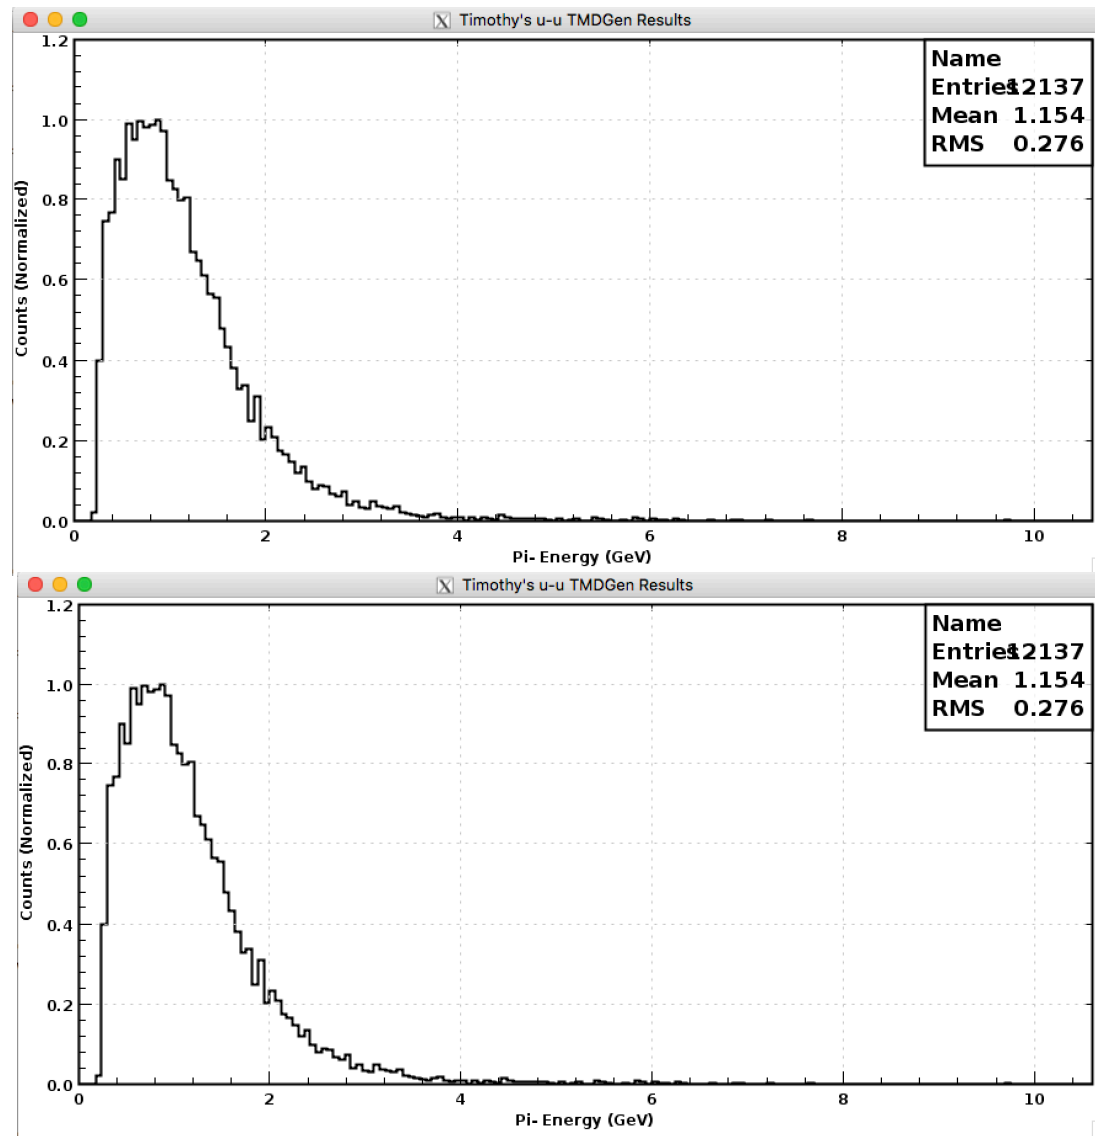 Timothy's u-u TMDGen Results
Name
Entries 12137
Mean 1.154
RMS 0.276
1.2
1.0
0.8
0.6
0.4
0.2
0.0
Counts (Normalized)
0 2 4 6 8 10
Pi- Energy (GeV)
Timothy's u-u TMDGen Results
Name
Entries 12137
Mean 1.154
RMS 0.276
1.2
1.0
0.8
0.6
0.4
0.2
0.0
Counts (Normalized)
0 2 4 6 8 10
Pi- Energy (GeV)